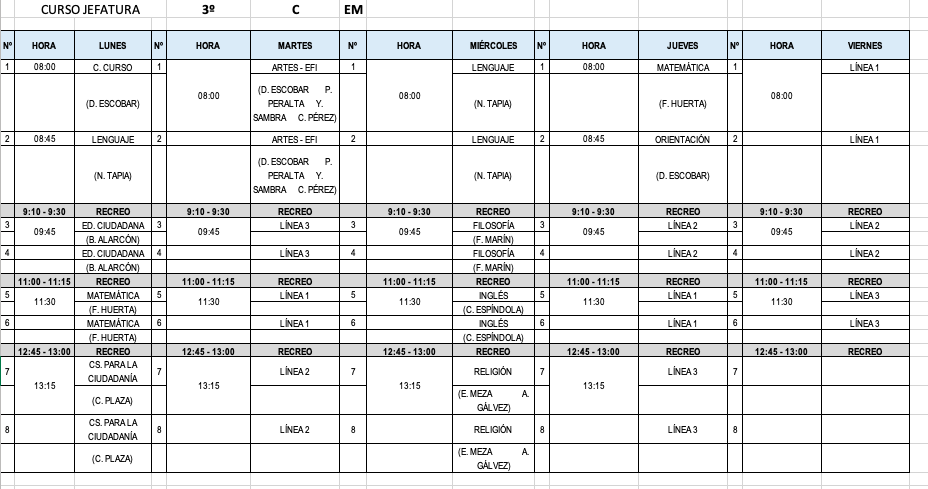 CURSO JEFATURA 3º C EM
Nº HORA LUNES Nº HORA MARTES Nº HORA MIÉRCOLES Nº HORA JUEVES Nº HORA VIERNES
1 08:00 C. CURSO 1 08:00 ARTES - EFI 1 08:00 LENGUAJE 1 08:00 MATEMÁTICA 1 08:00 LÍNEA 1
(D. ESCOBAR) (D. ESCOBAR P. PERALTA Y. SAMBRA C. PÉREZ) (N. TAPIA) (F. HUERTA)
2 08:45 LENGUAJE 2 ARTES - EFI 2 LENGUAJE 2 08:45 ORIENTACIÓN 2 LÍNEA 1
(N. TAPIA) (D. ESCOBAR P. PERALTA Y. SAMBRA C. PÉREZ) (N. TAPIA) (D. ESCOBAR)
9:10 - 9:30 RECREO 9:10 - 9:30 RECREO 9:10 - 9:30 RECREO 9:10 - 9:30 RECREO 9:10 - 9:30 RECREO
3 09:45 ED. CIUDADANA 3 09:45 LÍNEA 3 3 09:45 FILOSOFÍA 3 09:45 LÍNEA 2 3 09:45 LÍNEA 2
(B. ALARCÓN) (F. MARÍN)
4 ED. CIUDADANA 4 LÍNEA 3 4 FILOSOFÍA 4 LÍNEA 2 4 LÍNEA 2
(B. ALARCÓN) (F. MARÍN)
11:00 - 11:15 RECREO 11:00 - 11:15 RECREO 11:00 - 11:15 RECREO 11:00 - 11:15 RECREO 11:00 - 11:15 RECREO
5 11:30 MATEMÁTICA 5 11:30 LÍNEA 1 5 11:30 INGLÉS 5 11:30 LÍNEA 1 5 11:30 LÍNEA 3
(F. HUERTA) (C. ESPÍNDOLA)
6 MATEMÁTICA 6 LÍNEA 1 6 INGLÉS 6 LÍNEA 1 6 LÍNEA 3
(F. HUERTA) (C. ESPÍNDOLA)
12:45 - 13:00 RECREO 12:45 - 13:00 RECREO 12:45 - 13:00 RECREO 12:45 - 13:00 RECREO 12:45 - 13:00 RECREO
7 13:15 CS. PARA LA CIUDADANÍA 7 13:15 LÍNEA 2 7 13:15 RELIGIÓN 7 13:15 LÍNEA 3 7
(C. PLAZA) (E. MEZA A. GÁLVEZ)
8 CS. PARA LA CIUDADANÍA 8 LÍNEA 2 8 RELIGIÓN 8 LÍNEA 3 8
(C. PLAZA) (E. MEZA A. GÁLVEZ)